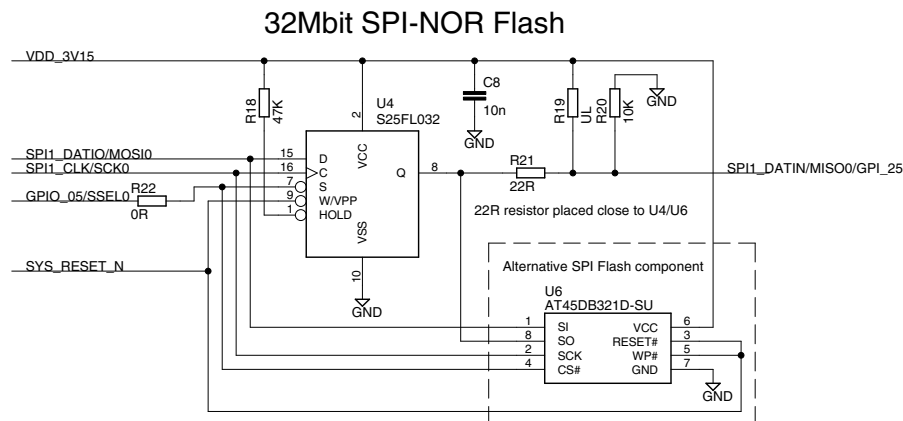 32Mbit SPI-NOR Flash
VDD_3V15
C8
10n
GND
R18
47K
U4
S25FL032
R19
UL
R20
10K
GND
2
VCC
SPI1_DATIO/MOSI0
15
D
SPI1_CLK/SCK0
16
C
Q
8
R21
22R
SPI1_DATIN/MISO0/GPI_25
7
S
GPIO_05/SSEL0
R22
0R
9
W/VPP
1
HOLD
22R resistor placed close to U4/U6
VSS
10
GND
SYS_RESET_N
Alternative SPI Flash component
U6
AT45DB321D-SU
1
SI
VCC
6
8
SO
RESET#
3
2
SCK
WP#
5
4
CS#
GND
7
GND